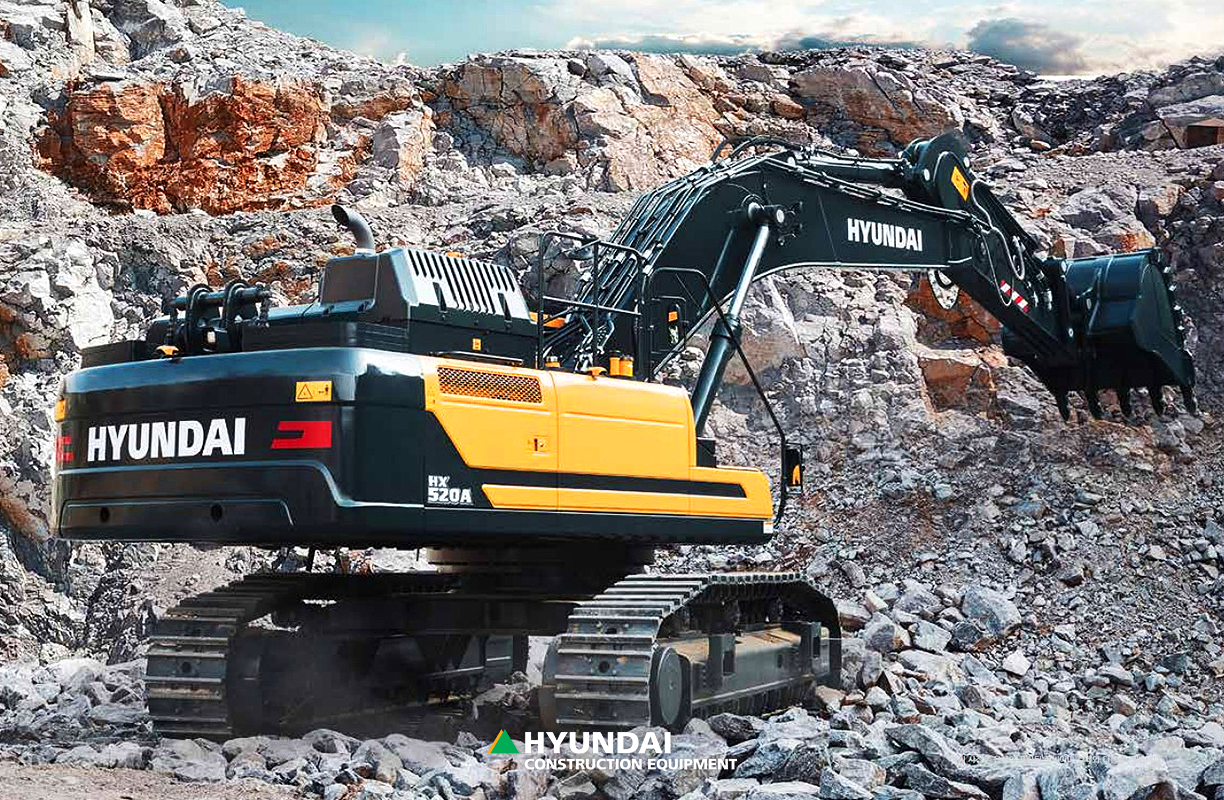 HYUNDAI
HYUNDAI
HX
520A
HYUNDAI
CONSTRUCTION EQUIPMENT